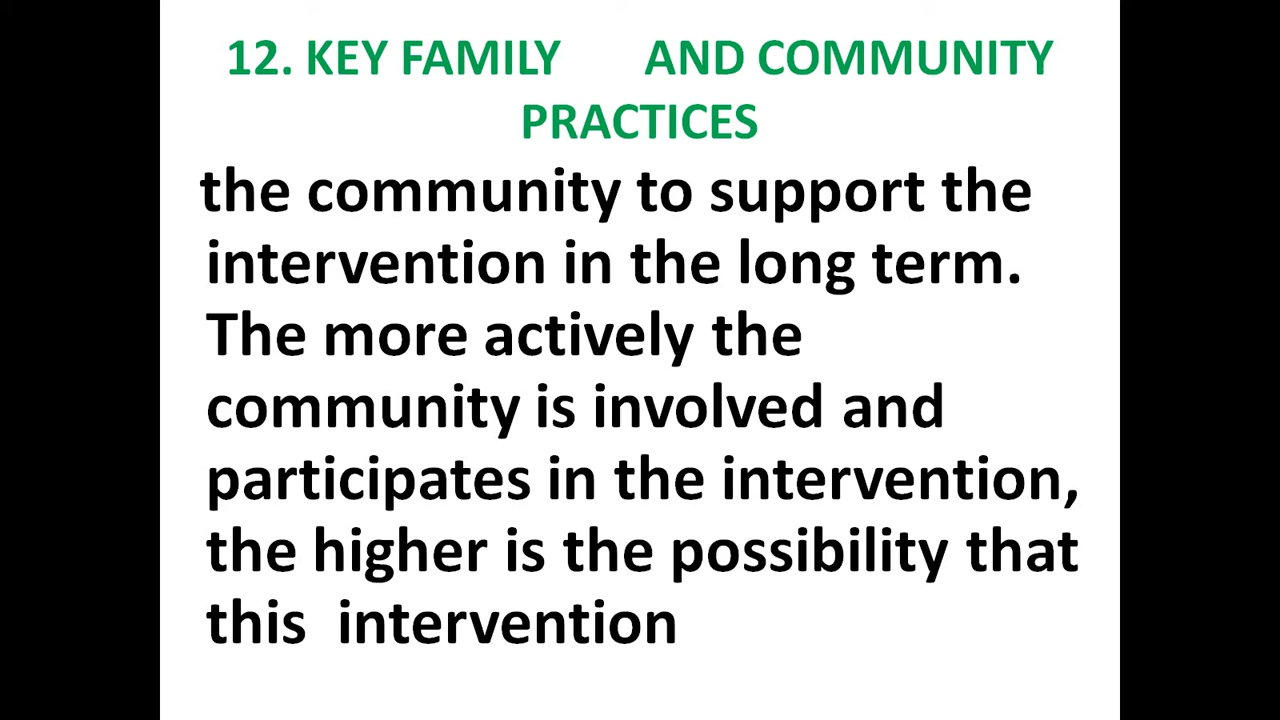 12. KEY FAMILY AND COMMUNITY
PRACTICES
the community to support the
intervention in the long term.
The more actively the
community is involved and
participates in the intervention,
the higher is the possibility that
this intervention